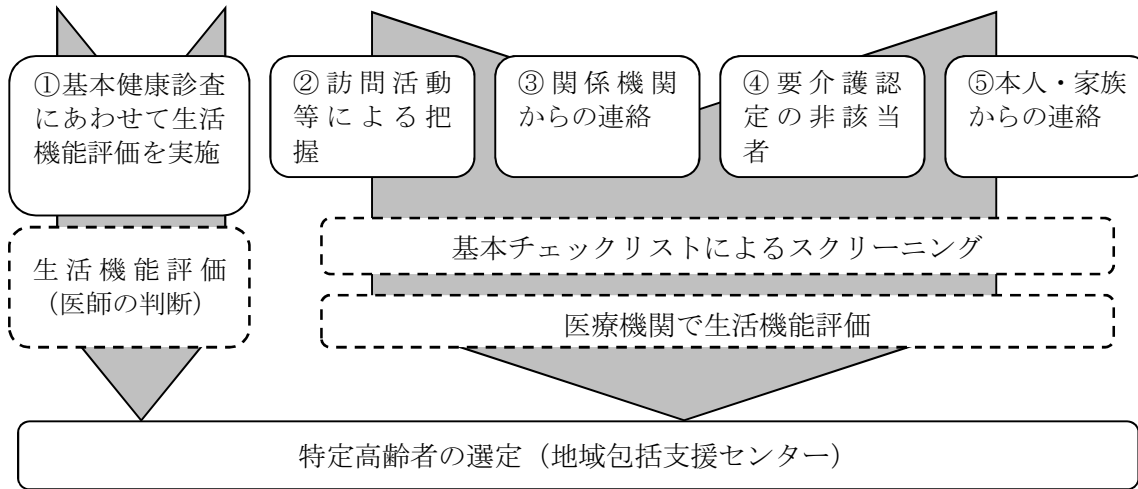 ①基本健康診査
にあわせて生活
機能評価を実施
②訪問活動
等による把
握
③関係機関
からの連絡
④要介護認
定の非該当
者
⑤本人・家族
からの連絡
基本チェックリストによるスクリーニング
生活機能評価
（医師の判断）
医療機関で生活機能評価
特定高齢者の選定（地域包括支援センター）